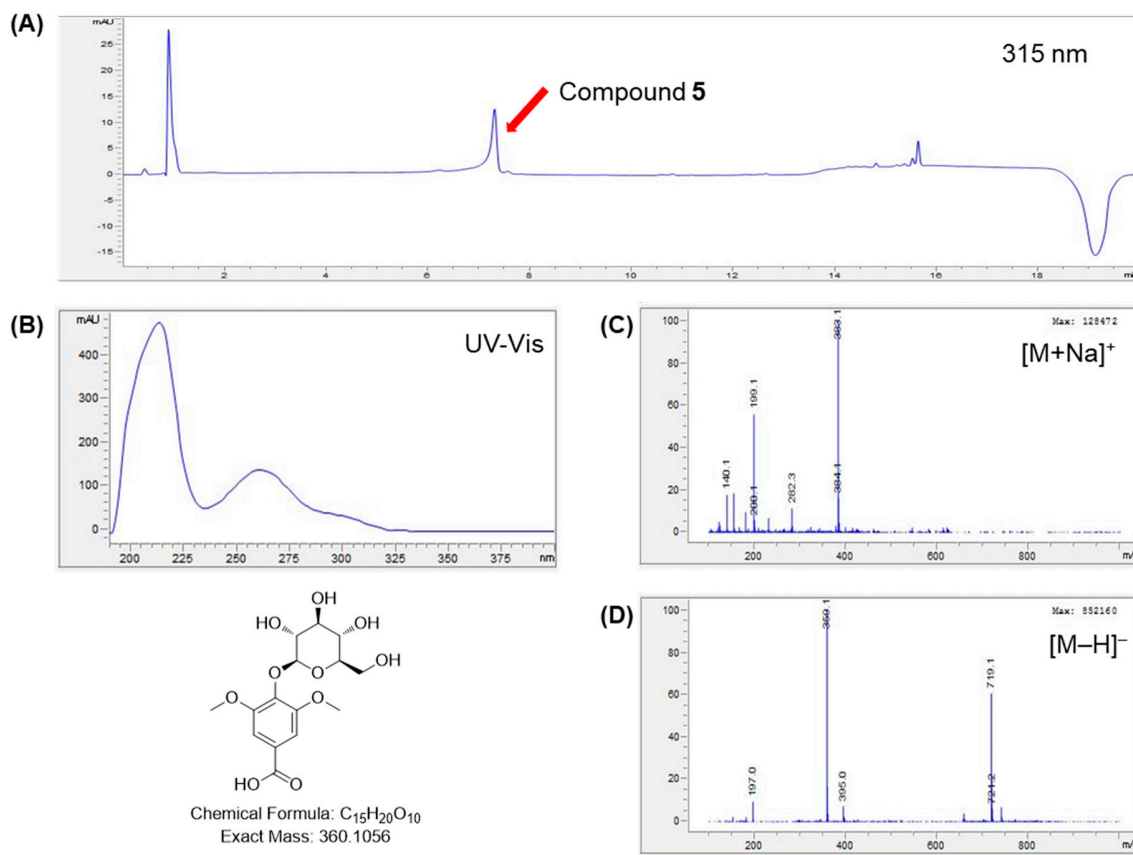 (A)
mAU
315 nm
Compound 5
25
20
15
10
5
0
-5
-10
-15
2
4
6
8
10
12
14
16
18
(B)
mAU
UV-Vis
400
300
200
100
0
200
225
250
275
300
325
350
375
nm
(C)
Max: 128472
[M+Na]⁺
100
80
60
40
20
0
383.1
199.1
384.1
140.1
200.1
282.3
200
400
600
800
OH
HO
OH
HO
OH
O
O
O
O
HO
O
Chemical Formula: C₁₅H₂₀O₁₀
Exact Mass: 360.1056
(D)
Max: 852160
[M–H]⁻
100
80
60
40
20
0
359.1
719.1
197.0
395.0
721.2
200
400
600
800